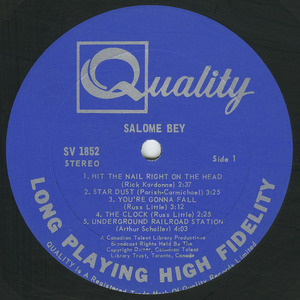 Quality
SALOME BEY
SV 1852
STEREO
Side 1
1. HIT THE NAIL RIGHT ON THE HEAD
(Rick Kardonne) 2:37
2. STAR DUST (Parish-Carmichael) 3:25
3. YOU'RE GONNA FALL
(Russ Little) 3:12
4. THE CLOCK (Russ Little) 2:25
5. UNDERGROUND RAILROAD STATION
(Arthur Schaller)
A Canadian Talent Library Production
Broadcast Rights Held By The
Copyright Owner, Canadian Talent
Library Trust, Toronto, Canada
LONG PLAYING HIGH FIDELITY
QUALITY is A Registered Trade Mark Of Quality Records Limited